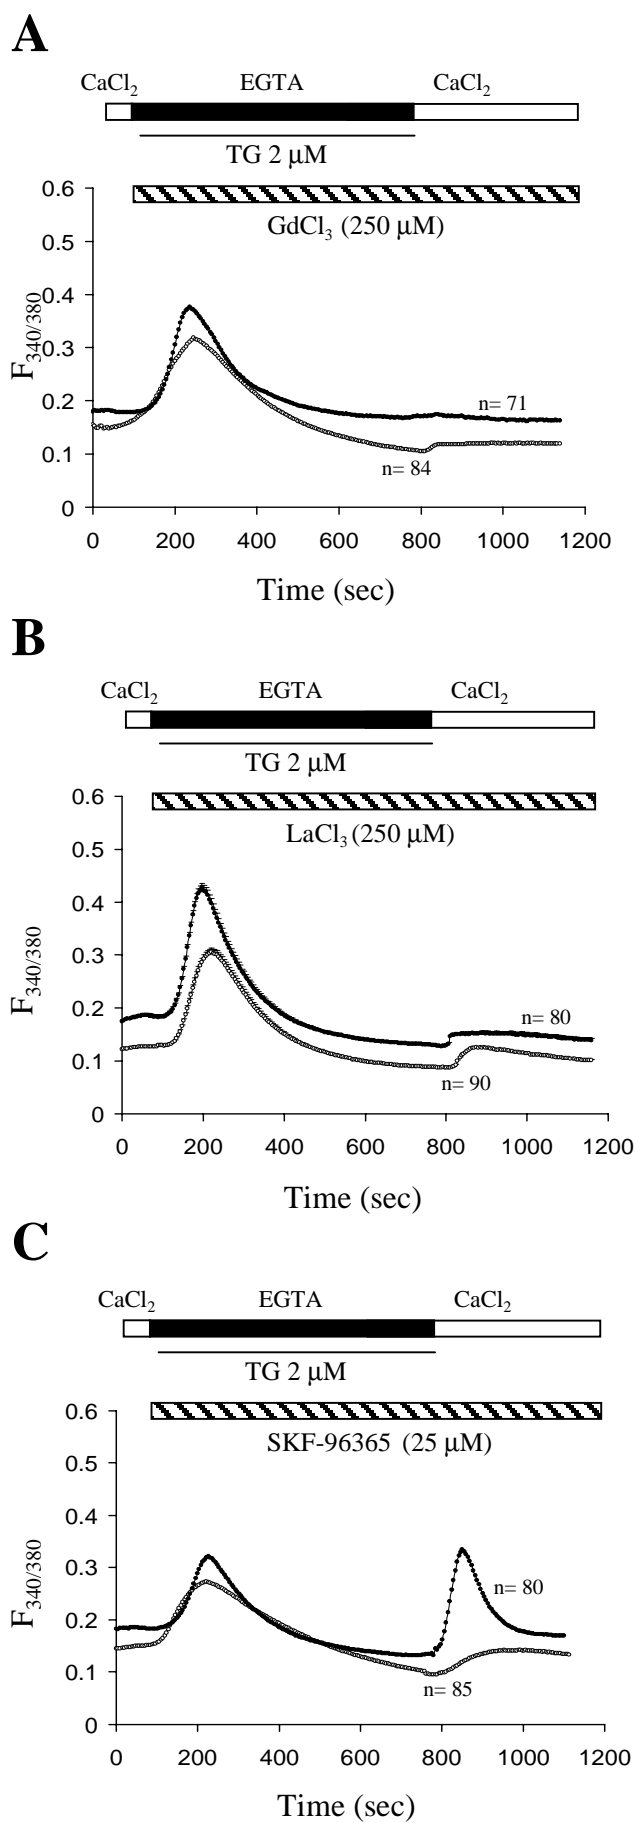 A
CaCl2 EGTA CaCl2
TG 2 μM
GdCl3 (250 μM)
0.6
0.5
0.4
0.3
0.2
0.1
0
F340/380
n= 71
n= 84
0 200 400 600 800 1000 1200
Time (sec)
B
CaCl2 EGTA CaCl2
TG 2 μM
LaCl3 (250 μM)
0.6
0.5
0.4
0.3
0.2
0.1
0
F340/380
n= 80
n= 90
0 200 400 600 800 1000 1200
Time (sec)
C
CaCl2 EGTA CaCl2
TG 2 μM
SKF-96365 (25 μM)
0.6
0.5
0.4
0.3
0.2
0.1
0
F340/380
n= 80
n= 85
0 200 400 600 800 1000 1200
Time (sec)